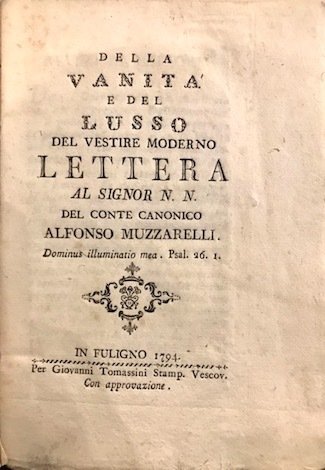 DELLA
VANITA'
E DEL
LUSSO
DEL VESTIRE MODERNO
LETTERA
AL SIGNOR N. N.
DEL CONTE CANONICO
ALFONSO MUZZARELLI.
Dominus illuminatio mea. Psal. 26. 1.
IN FULIGNO 1794.
Per Giovanni Tomassini Stamp. Vescov.
Con approvazione.